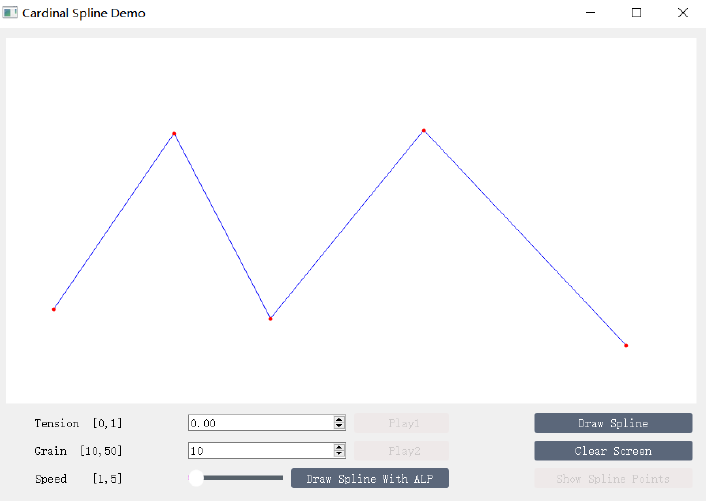 Cardinal Spline Demo
Tension [0,1] 0.00 Play1 Draw Spline
Grain [10,50] 10 Play2 Clear Screen
Speed [1,5] Draw Spline With ALP Show Spline Points